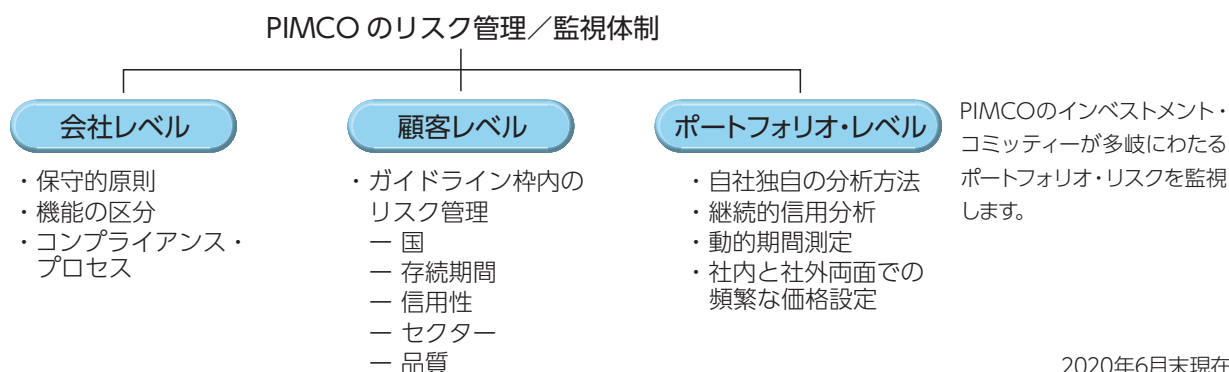 PIMCO のリスク管理／監視体制
会社レベル
・保守的原則
・機能の区分
・コンプライアンス・
プロセス
顧客レベル
・ガイドライン枠内の
リスク管理
― 国
― 存続期間
― 信用性
― セクター
― 品質
ポートフォリオ・レベル
・自社独自の分析方法
・継続的信用分析
・動的期間測定
・社内と社外両面での
頻繁な価格設定
PIMCOのインベストメント・
コミッティーが多岐にわたる
ポートフォリオ・リスクを監視
します。
2020年6月末現在